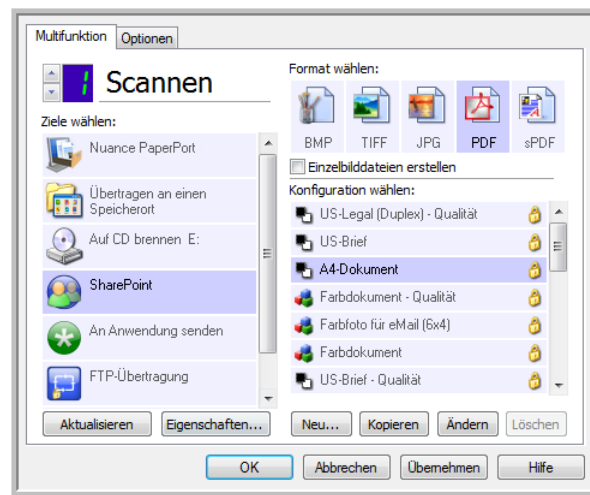 Multifunktion Optionen
1 Scannen
Ziele wählen:
Nuance PaperPort
Übertragen an einen
Speicherort
Auf CD brennen E:
SharePoint
An Anwendung senden
FTP-Übertragung
Aktualisieren Eigenschaften...
Format wählen:
BMP TIFF JPG PDF sPDF
Einzelbilddateien erstellen
Konfiguration wählen:
US-Legal (Duplex) - Qualität
US-Brief
A4-Dokument
Farbdokument - Qualität
Farbfoto für eMail (6x4)
Farbdokument
US-Brief - Qualität
Neu... Kopieren Ändern Löschen
OK Abbrechen Übernehmen Hilfe